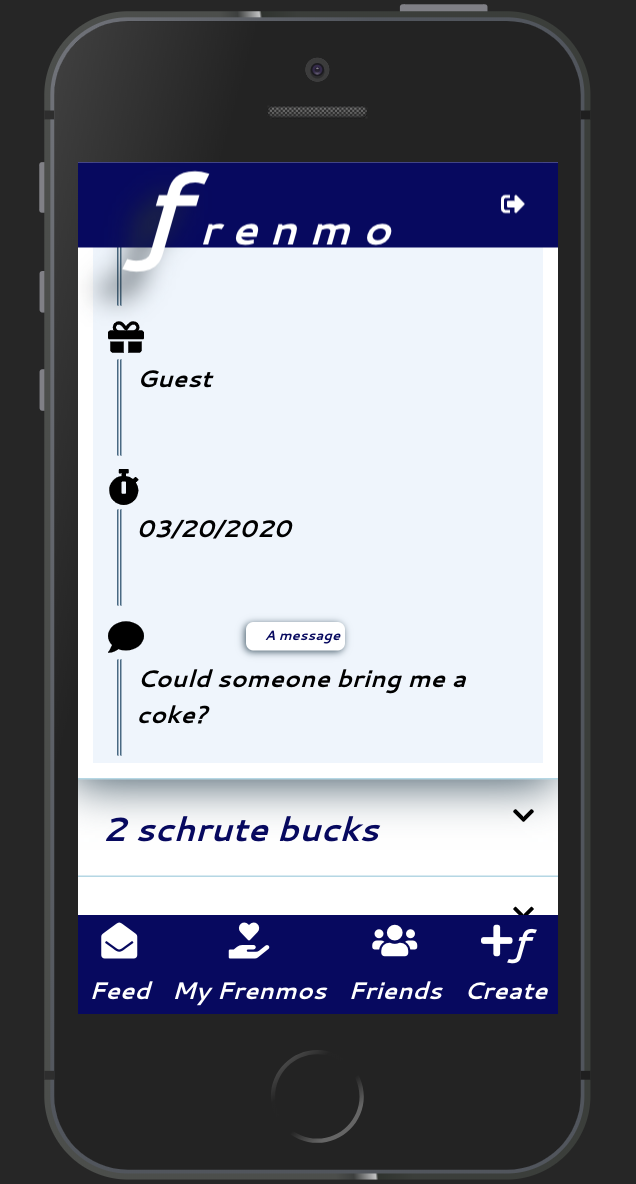 frenmo
Guest
03/20/2020
A message
Could someone bring me a
coke?
2 schrute bucks
Feed My Frenmos Friends +f Create